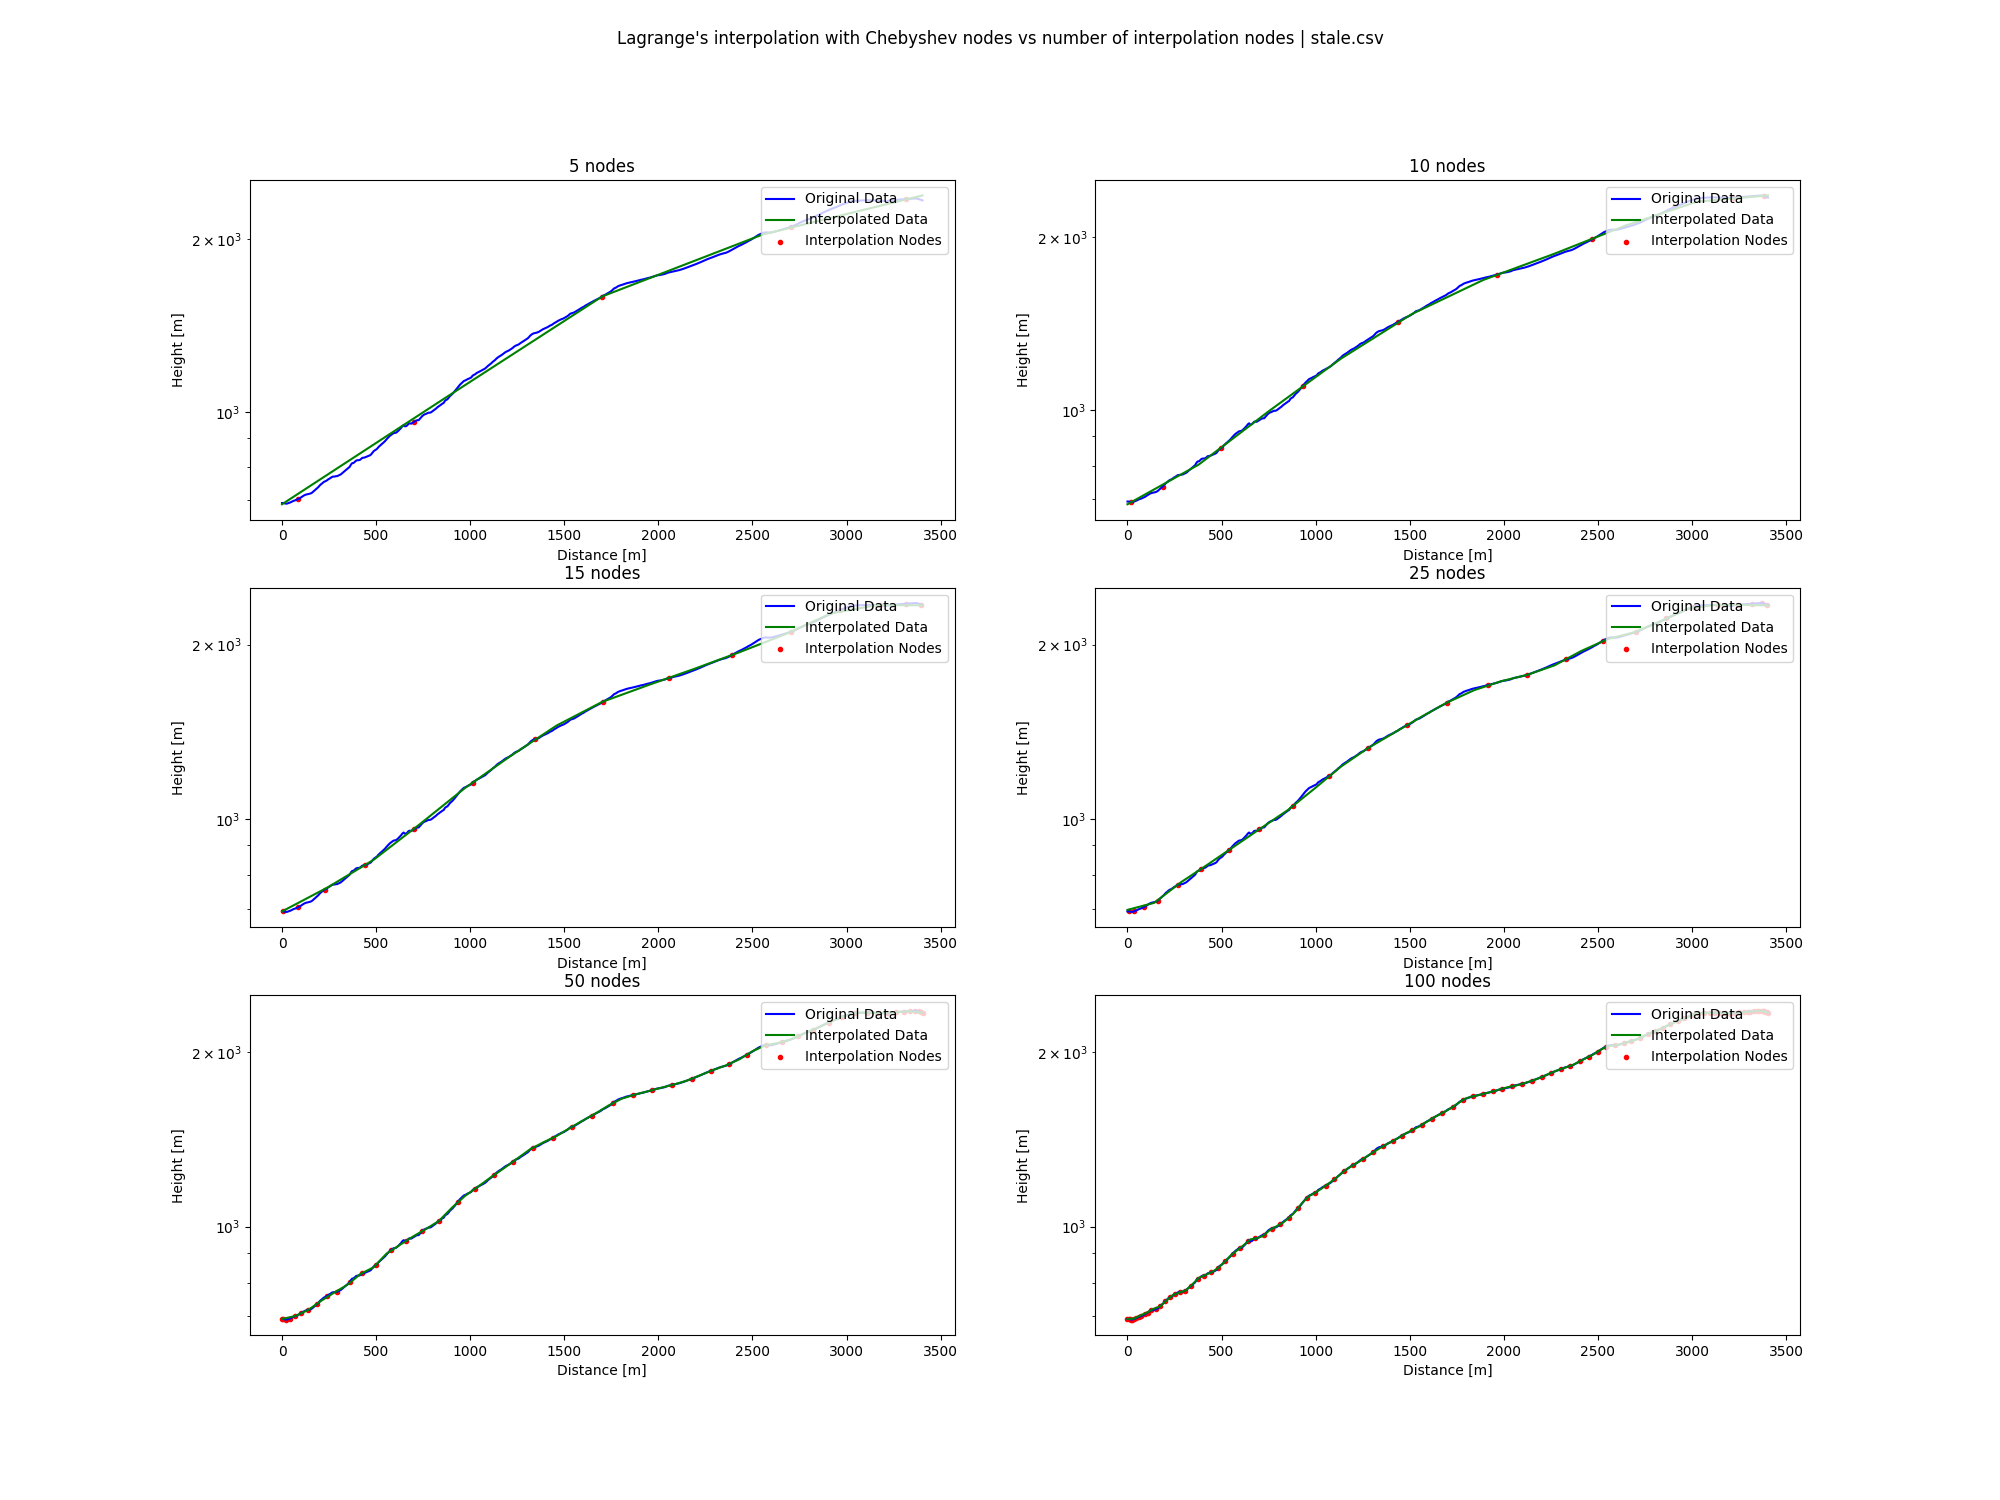 Lagrange's interpolation with Chebyshev nodes vs number of interpolation nodes | stale.csv
5 nodes
Height [m]
2 × 10³
10³
Original Data
Interpolated Data
Interpolation Nodes
0 500 1000 1500 2000 2500 3000 3500
Distance [m]
10 nodes
Height [m]
2 × 10³
10³
Original Data
Interpolated Data
Interpolation Nodes
0 500 1000 1500 2000 2500 3000 3500
Distance [m]
15 nodes
Height [m]
2 × 10³
10³
Original Data
Interpolated Data
Interpolation Nodes
0 500 1000 1500 2000 2500 3000 3500
Distance [m]
25 nodes
Height [m]
2 × 10³
10³
Original Data
Interpolated Data
Interpolation Nodes
0 500 1000 1500 2000 2500 3000 3500
Distance [m]
50 nodes
Height [m]
2 × 10³
10³
Original Data
Interpolated Data
Interpolation Nodes
0 500 1000 1500 2000 2500 3000 3500
Distance [m]
100 nodes
Height [m]
2 × 10³
10³
Original Data
Interpolated Data
Interpolation Nodes
0 500 1000 1500 2000 2500 3000 3500
Distance [m]